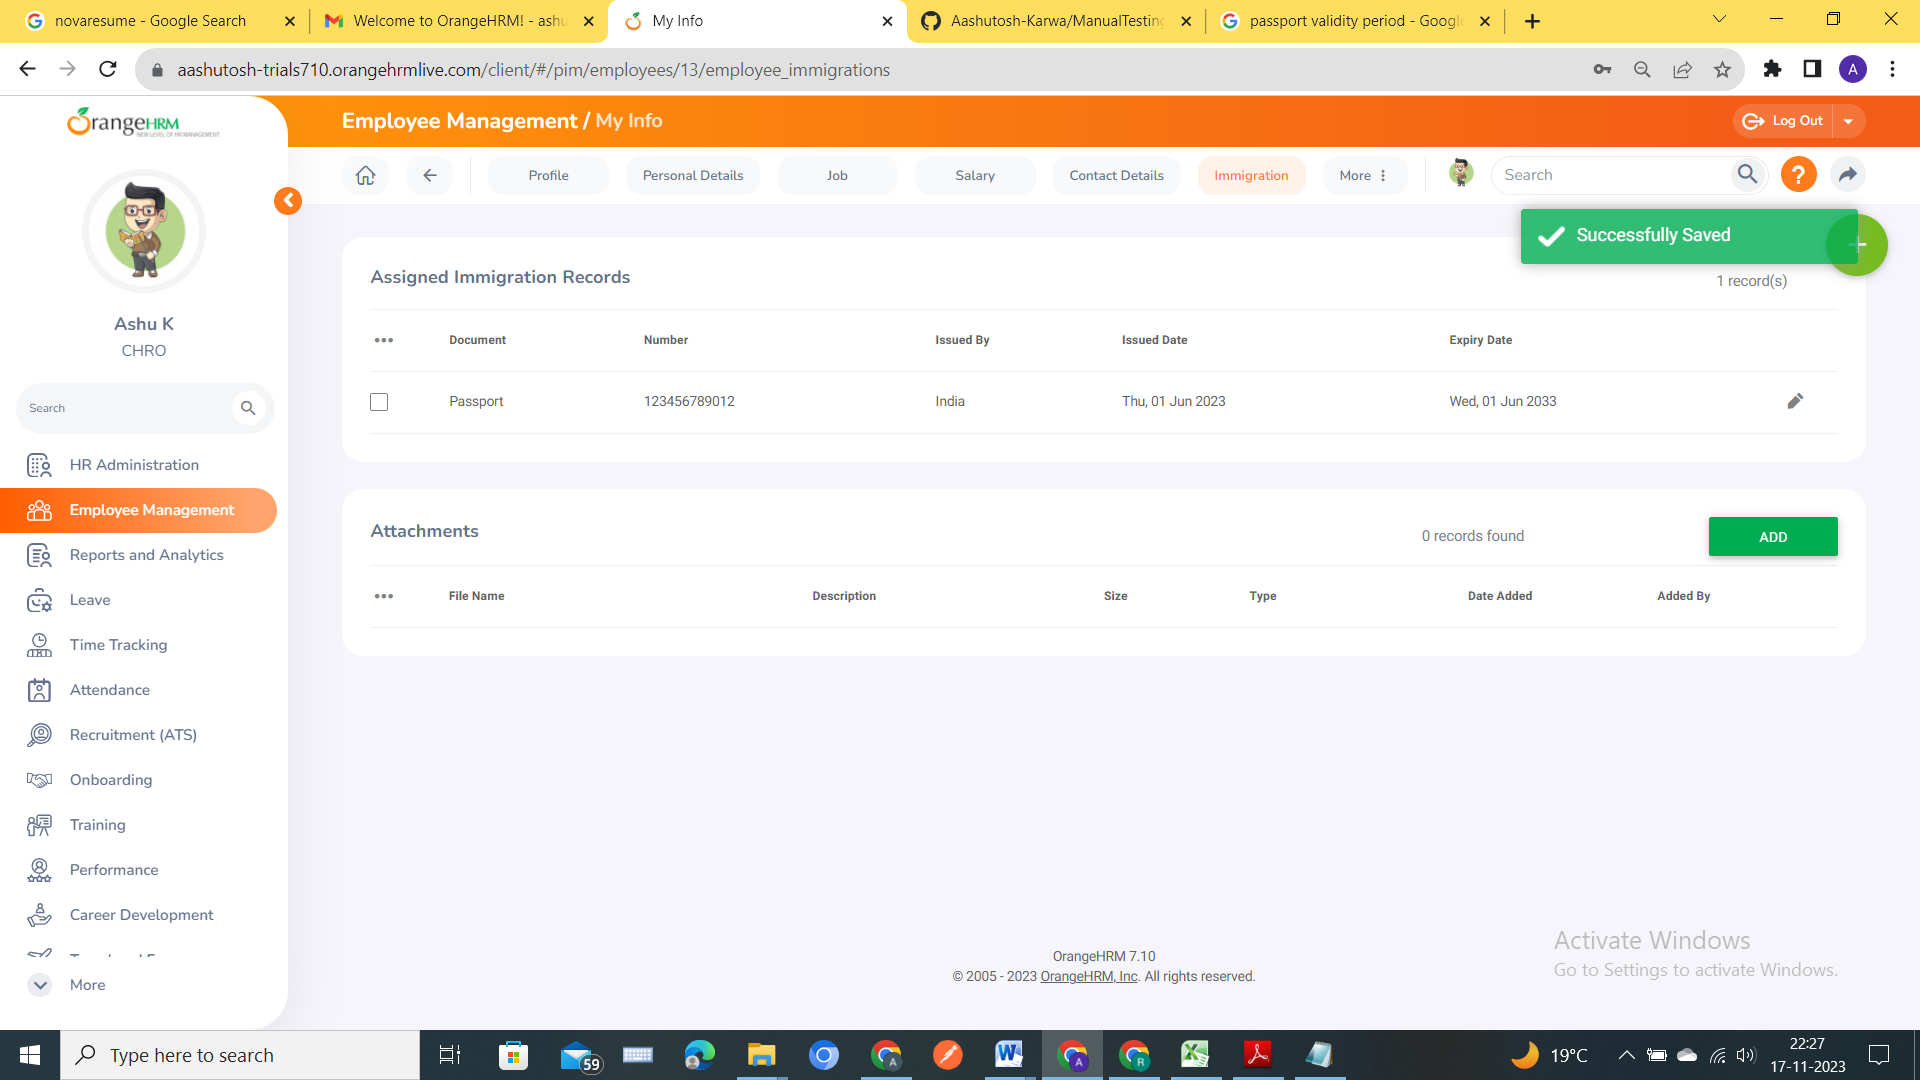 novaresume - Google Search
Welcome to OrangeHRM! - ashu
My Info
Aashutosh-Karwa/ManualTesting
passport validity period - Google
aashutosh-trials710.orangehrmlive.com/client/#/pim/employees/13/employee_immigrations
A
OrangeHRM
NEW LEVEL OF HR MANAGEMENT
Employee Management / My Info
Log Out
Profile
Personal Details
Job
Salary
Contact Details
Immigration
More
Search
?
Successfully Saved
Ashu K
CHRO
Search
HR Administration
Employee Management
Reports and Analytics
Leave
Time Tracking
Attendance
Recruitment (ATS)
Onboarding
Training
Performance
Career Development
More
Assigned Immigration Records
1 record(s)
Document Number Issued By Issued Date Expiry Date
Passport 123456789012 India Thu, 01 Jun 2023 Wed, 01 Jun 2033
Attachments
0 records found
ADD
File Name Description Size Type Date Added Added By
OrangeHRM 7.10
© 2005 - 2023 OrangeHRM, Inc. All rights reserved.
Activate Windows
Go to Settings to activate Windows.
Type here to search
59
19°C
22:27
17-11-2023